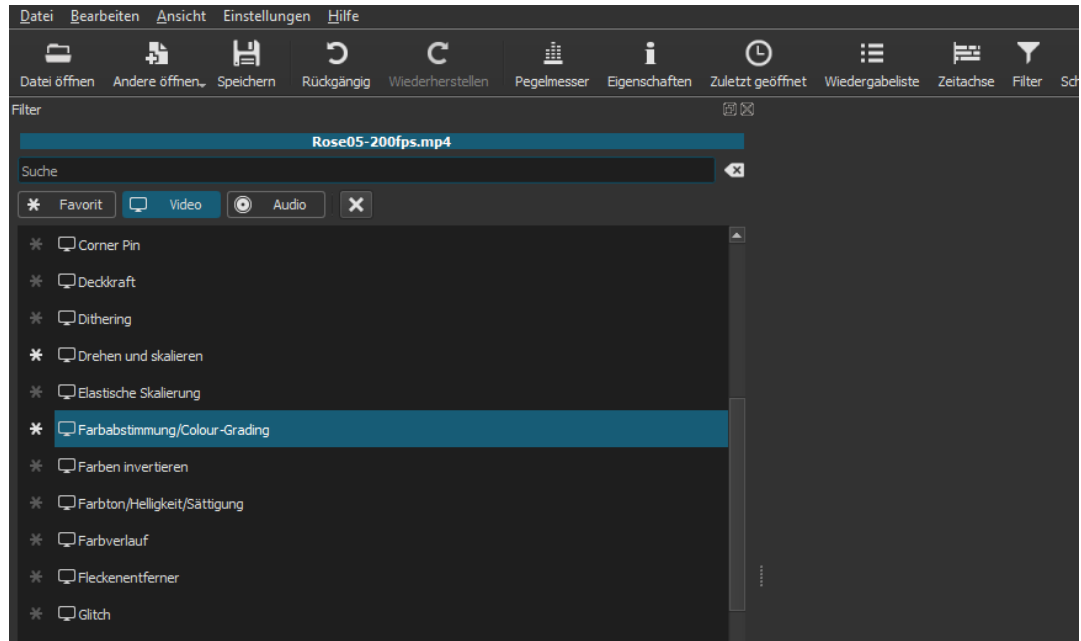 Datei Bearbeiten Ansicht Einstellungen Hilfe
Datei öffnen Andere öffnen Speichern Rückgängig Wiederherstellen Pegelmesser Eigenschaften Zuletzt geöffnet Wiedergabeliste Zeitachse Filter Sch
Filter
Rose05-200fps.mp4
Suche
Favorit Video Audio
Corner Pin
Deckkraft
Dithering
Drehen und skalieren
Elastische Skalierung
Farbabstimmung/Colour-Grading
Farben invertieren
Farbton/Helligkeit/Sättigung
Farbverlauf
Fleckenentferner
Glitch